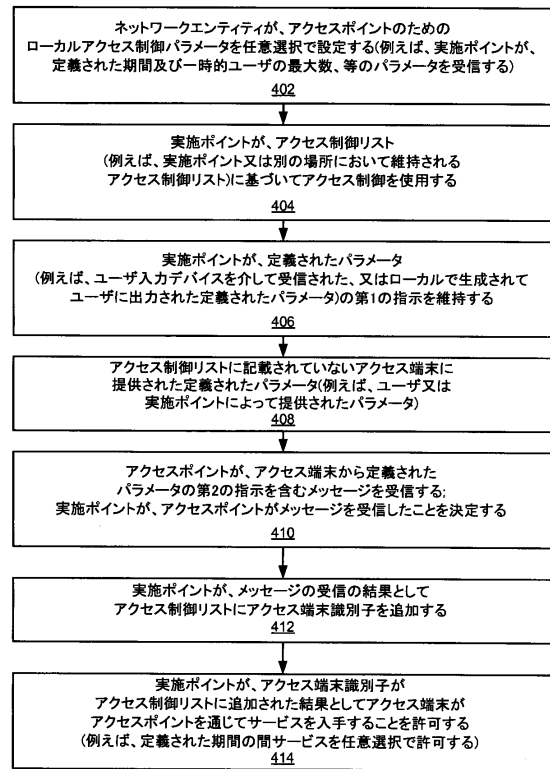 ネットワークエンティティが、アクセスポイントのための
ローカルアクセス制御パラメータを任意選択で設定する(例えば、実施ポイントが、
定義された期間及び一時的ユーザの最大数、等のパラメータを受信する)
402
実施ポイントが、アクセス制御リスト
(例えば、実施ポイント又は別の場所において維持される
アクセス制御リスト)に基づいてアクセス制御を使用する
404
実施ポイントが、定義されたパラメータ
(例えば、ユーザ入力デバイスを介して受信された、又はローカルで生成されて
ユーザに出力された定義されたパラメータ)の第1の指示を維持する
406
アクセス制御リストに記載されていないアクセス端末に
提供された定義されたパラメータ(例えば、ユーザ又は
実施ポイントによって提供されたパラメータ)
408
アクセスポイントが、アクセス端末から定義された
パラメータの第2の指示を含むメッセージを受信する;
実施ポイントが、アクセスポイントがメッセージを受信したことを決定する
410
実施ポイントが、メッセージの受信の結果として
アクセス制御リストにアクセス端末識別子を追加する
412
実施ポイントが、アクセス端末識別子が
アクセス制御リストに追加された結果としてアクセス端末が
アクセスポイントを通じてサービスを入手することを許可する
(例えば、定義された期間の間サービスを任意選択で許可する)
414